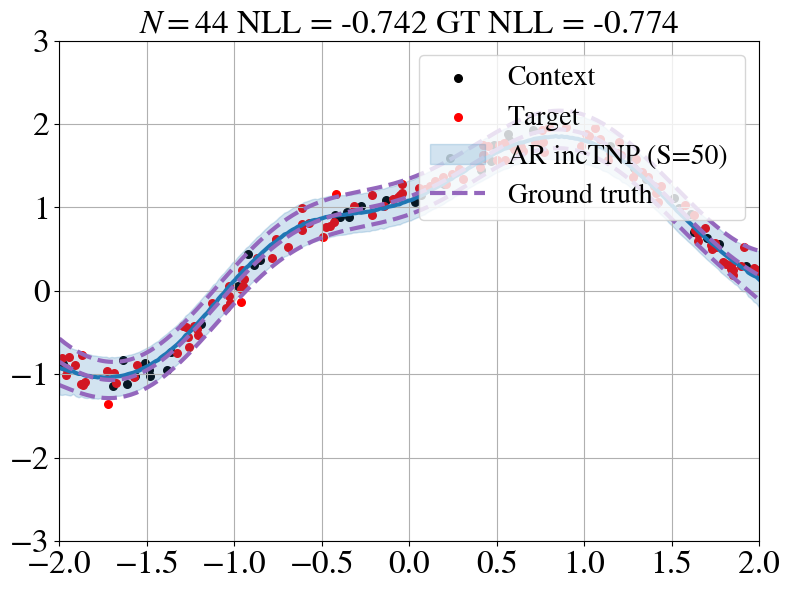 N = 44 NLL = -0.742 GT NLL = -0.774
3
2
1
0
−1
−2
−3
Context
Target
AR incTNP (S=50)
Ground truth
−2.0 −1.5 −1.0 −0.5 0.0 0.5 1.0 1.5 2.0